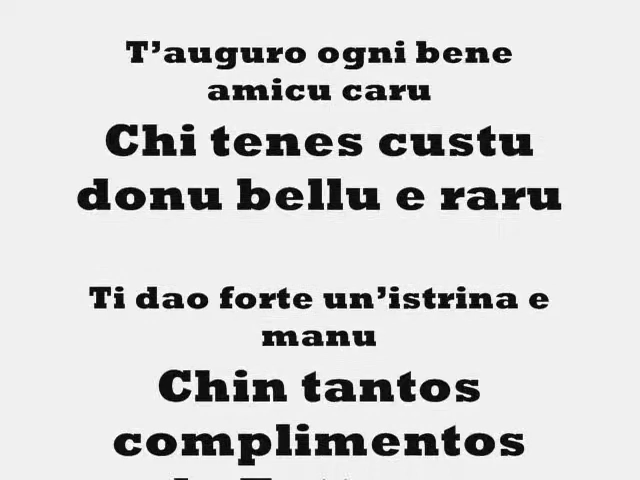 T’auguro ogni bene
amicu caru
Chi tenes custu
donu bellu e raru
Ti dao forte un’istrina e
manu
Chin tantos
complimentos